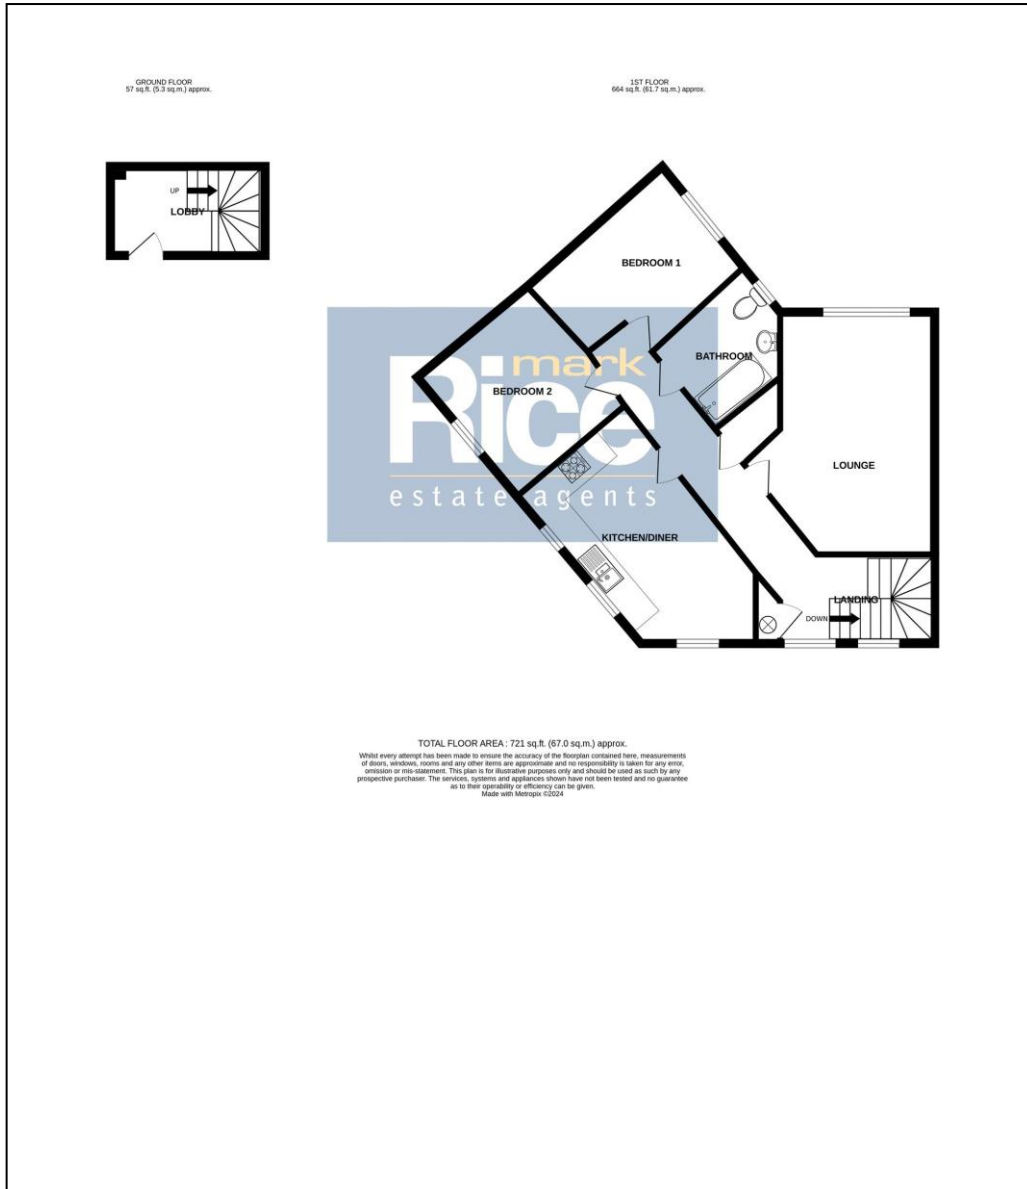 GROUND FLOOR
57 sq.ft. (5.3 sq.m.) approx.
1ST FLOOR
664 sq.ft. (61.7 sq.m.) approx.
UP
LOBBY
BEDROOM 1
BATHROOM
BEDROOM 2
mark
Rice
estate agents
LOUNGE
KITCHEN/DINER
LANDING
DOWN
TOTAL FLOOR AREA : 721 sq.ft. (67.0 sq.m.) approx.
Whilst every attempt has been made to ensure the accuracy of the floorplan contained here, measurements
of doors, windows, rooms and any other items are approximate and no responsibility is taken for any error,
omission or mis-statement. This plan is for illustrative purposes only and should be used as such by any
prospective purchaser. The services, systems and appliances shown have not been tested and no guarantee
as to their operability or efficiency can be given.
Made with Metropix ©2024